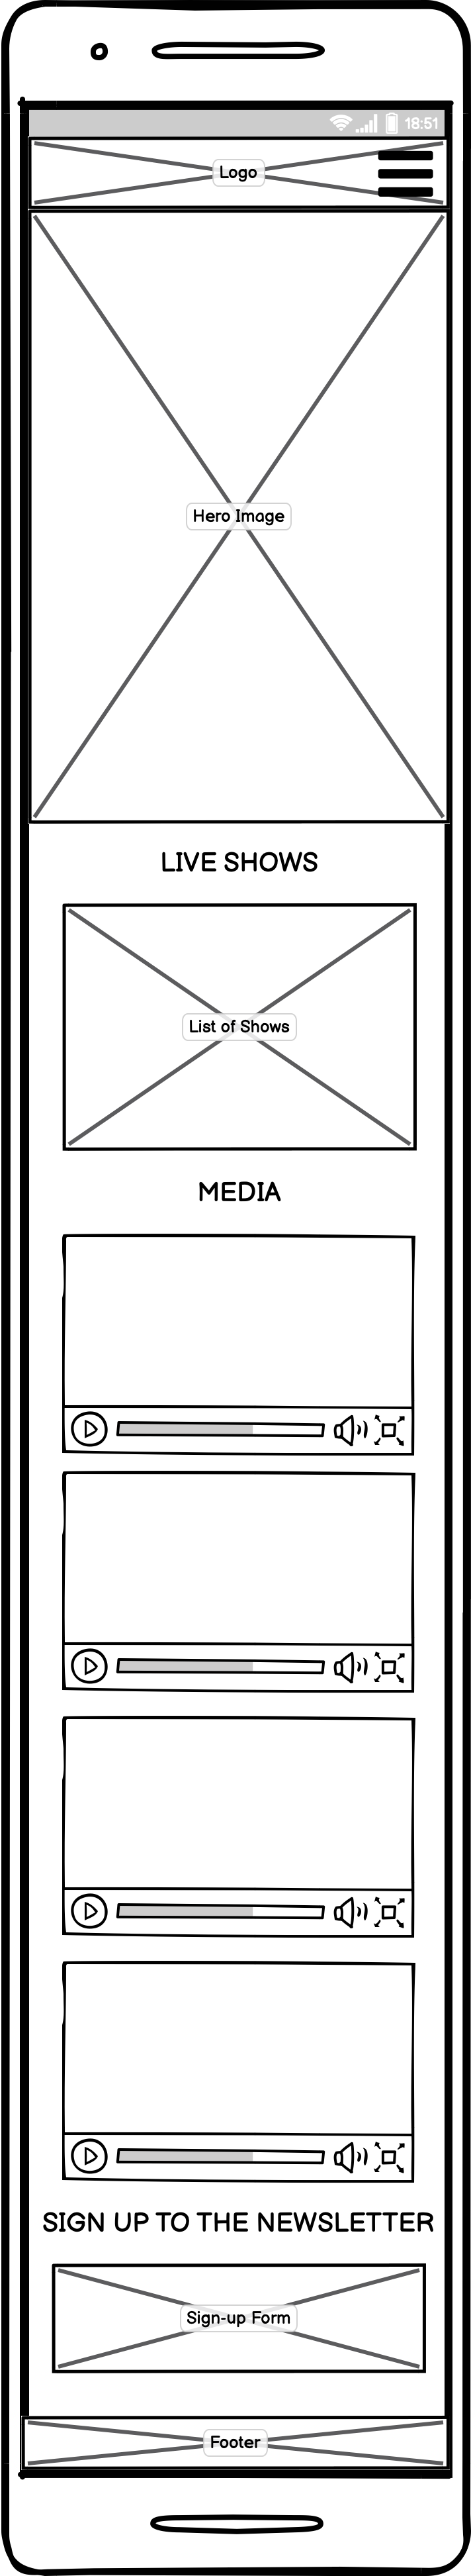 18:51
Logo
Hero Image
LIVE SHOWS
List of Shows
MEDIA
SIGN UP TO THE NEWSLETTER
Sign-up Form
Footer